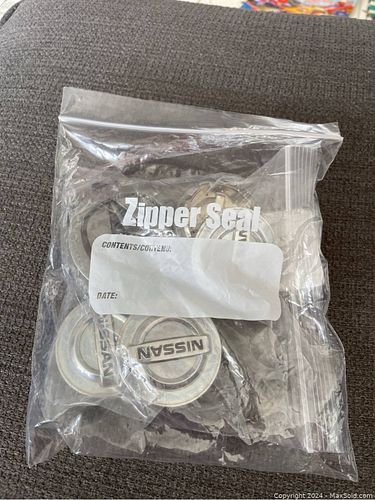 Zipper Seal
CONTENTS/CONTENU:
DATE:
NISSAN
Copyright 2024 - MaxSold.com